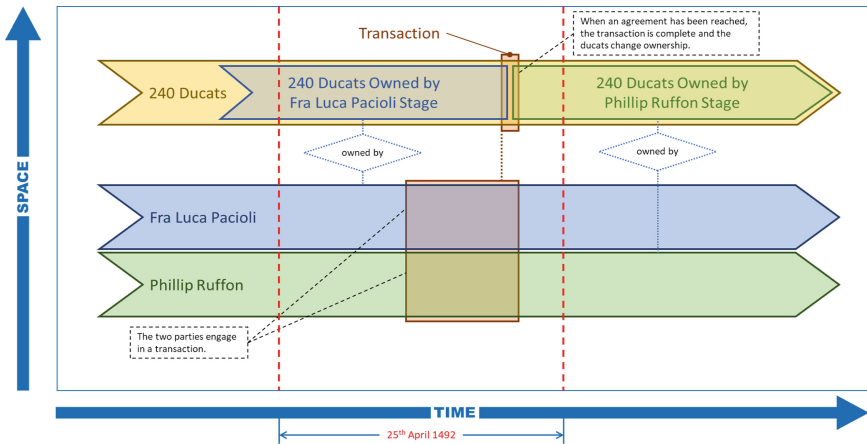 When an agreement has been reached,
the transaction is complete and the
ducats change ownership.
Transaction
240 Ducats
240 Ducats Owned by
Fra Luca Pacioli Stage
240 Ducats Owned by
Phillip Ruffon Stage
owned by
owned by
SPACE
Fra Luca Pacioli
Phillip Ruffon
The two parties engage
in a transaction.
TIME
25th April 1492